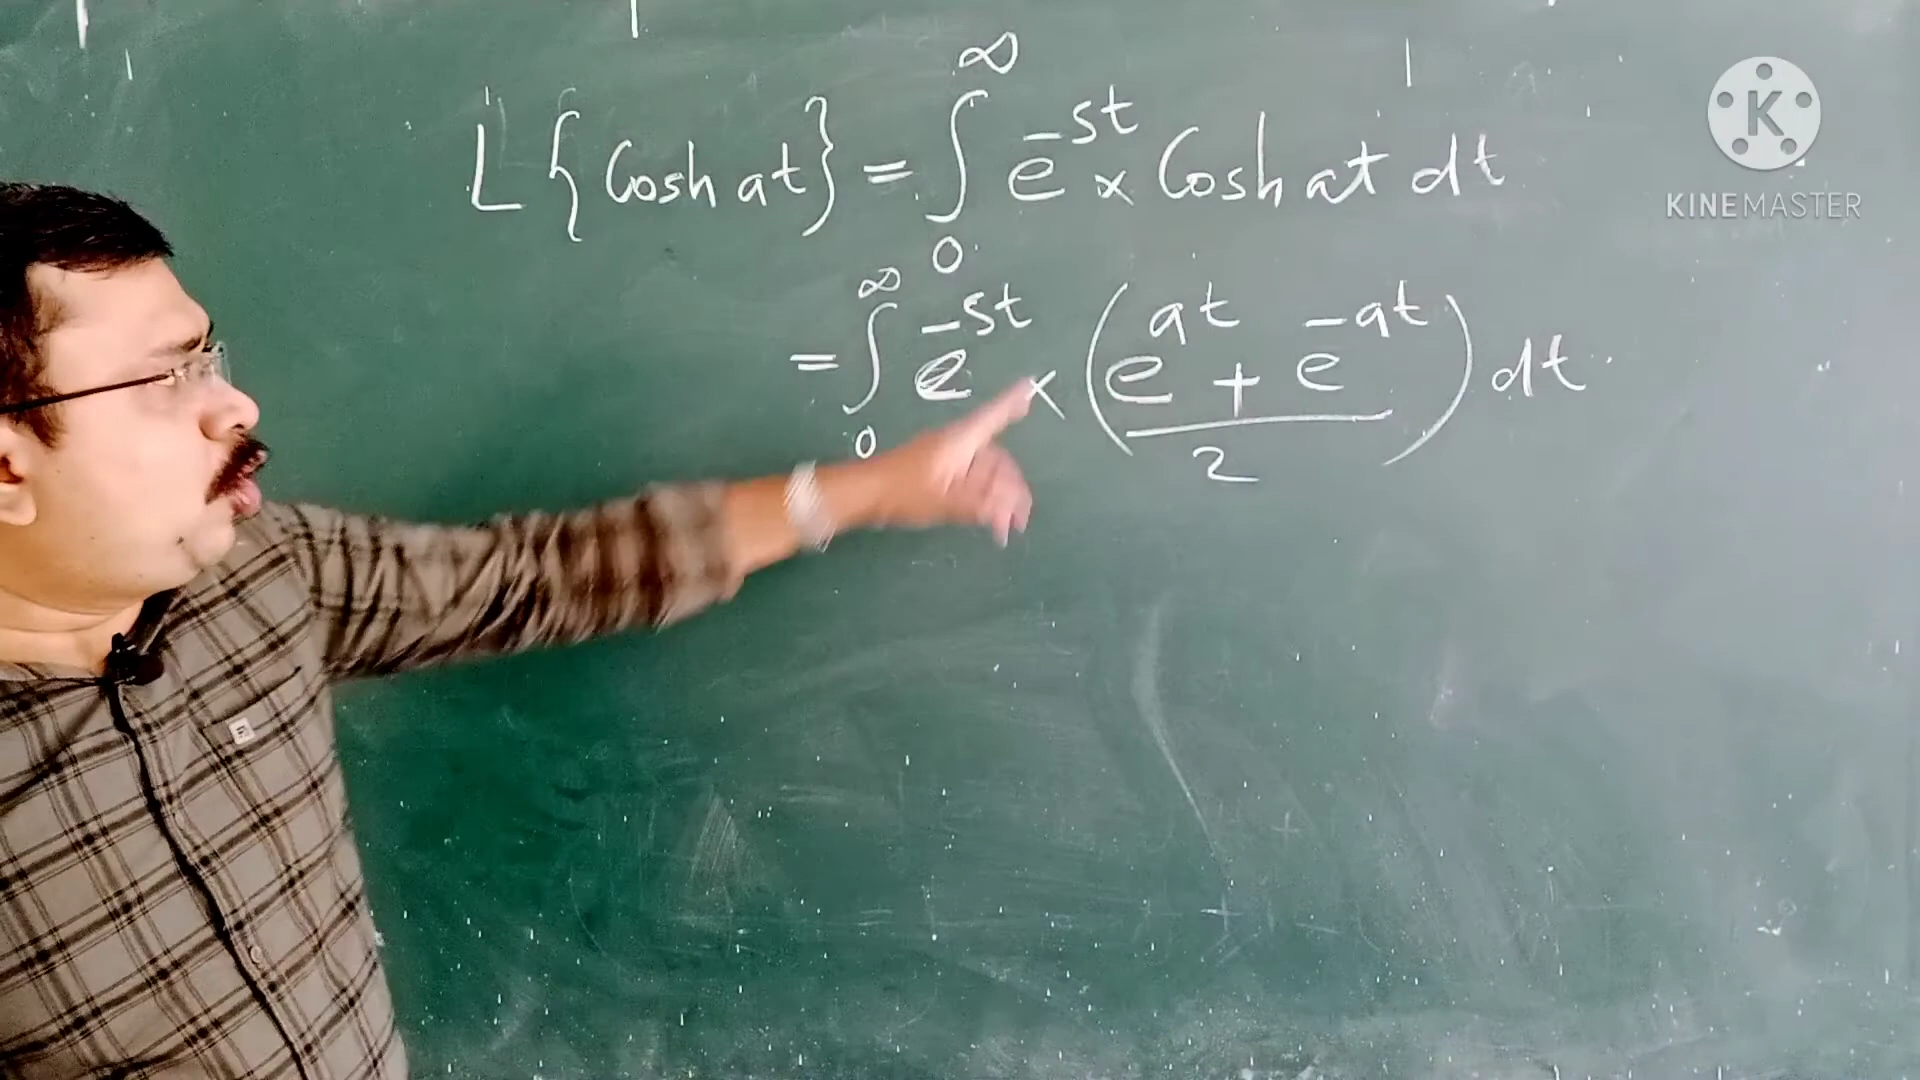 L{Cosh at} = ∫₀^∞ e^{-st} × Cosh at dt
= ∫₀^∞ e^{-st} × ((e^{at} + e^{-at})/2) dt
K
KINEMASTER